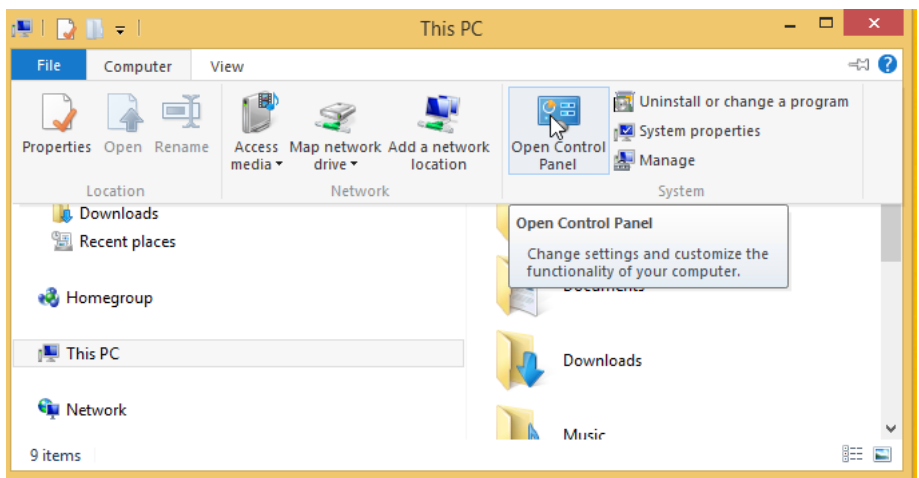 This PC
File Computer View
Properties Open Rename
Access media
Map network drive
Add a network location
Open Control Panel
Uninstall or change a program
System properties
Manage
Location Network System
Downloads
Recent places
Homegroup
This PC
Network
Open Control Panel
Change settings and customize the
functionality of your computer.
Documents
Downloads
Music
9 items